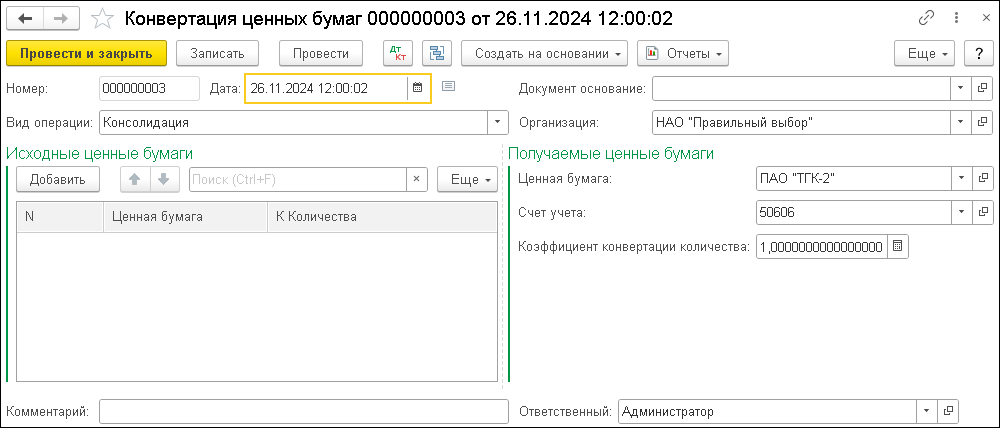 Конвертация ценных бумаг 000000003 от 26.11.2024 12:00:02
Провести и закрыть Записать Провести Дт Кт Создать на основании Отчеты Еще ?
Номер: 000000003 Дата: 26.11.2024 12:00:02 Документ основание:
Вид операции: Консолидация Организация: НАО "Правильный выбор"
Исходные ценные бумаги Получаемые ценные бумаги
Добавить Поиск (Ctrl+F) × Еще Ценная бумага: ПАО "ТГК-2"
N Ценная бумага К Количества Счет учета: 50606
Коэффициент конвертации количества: 1,0000000000000000
Комментарий: Ответственный: Администратор